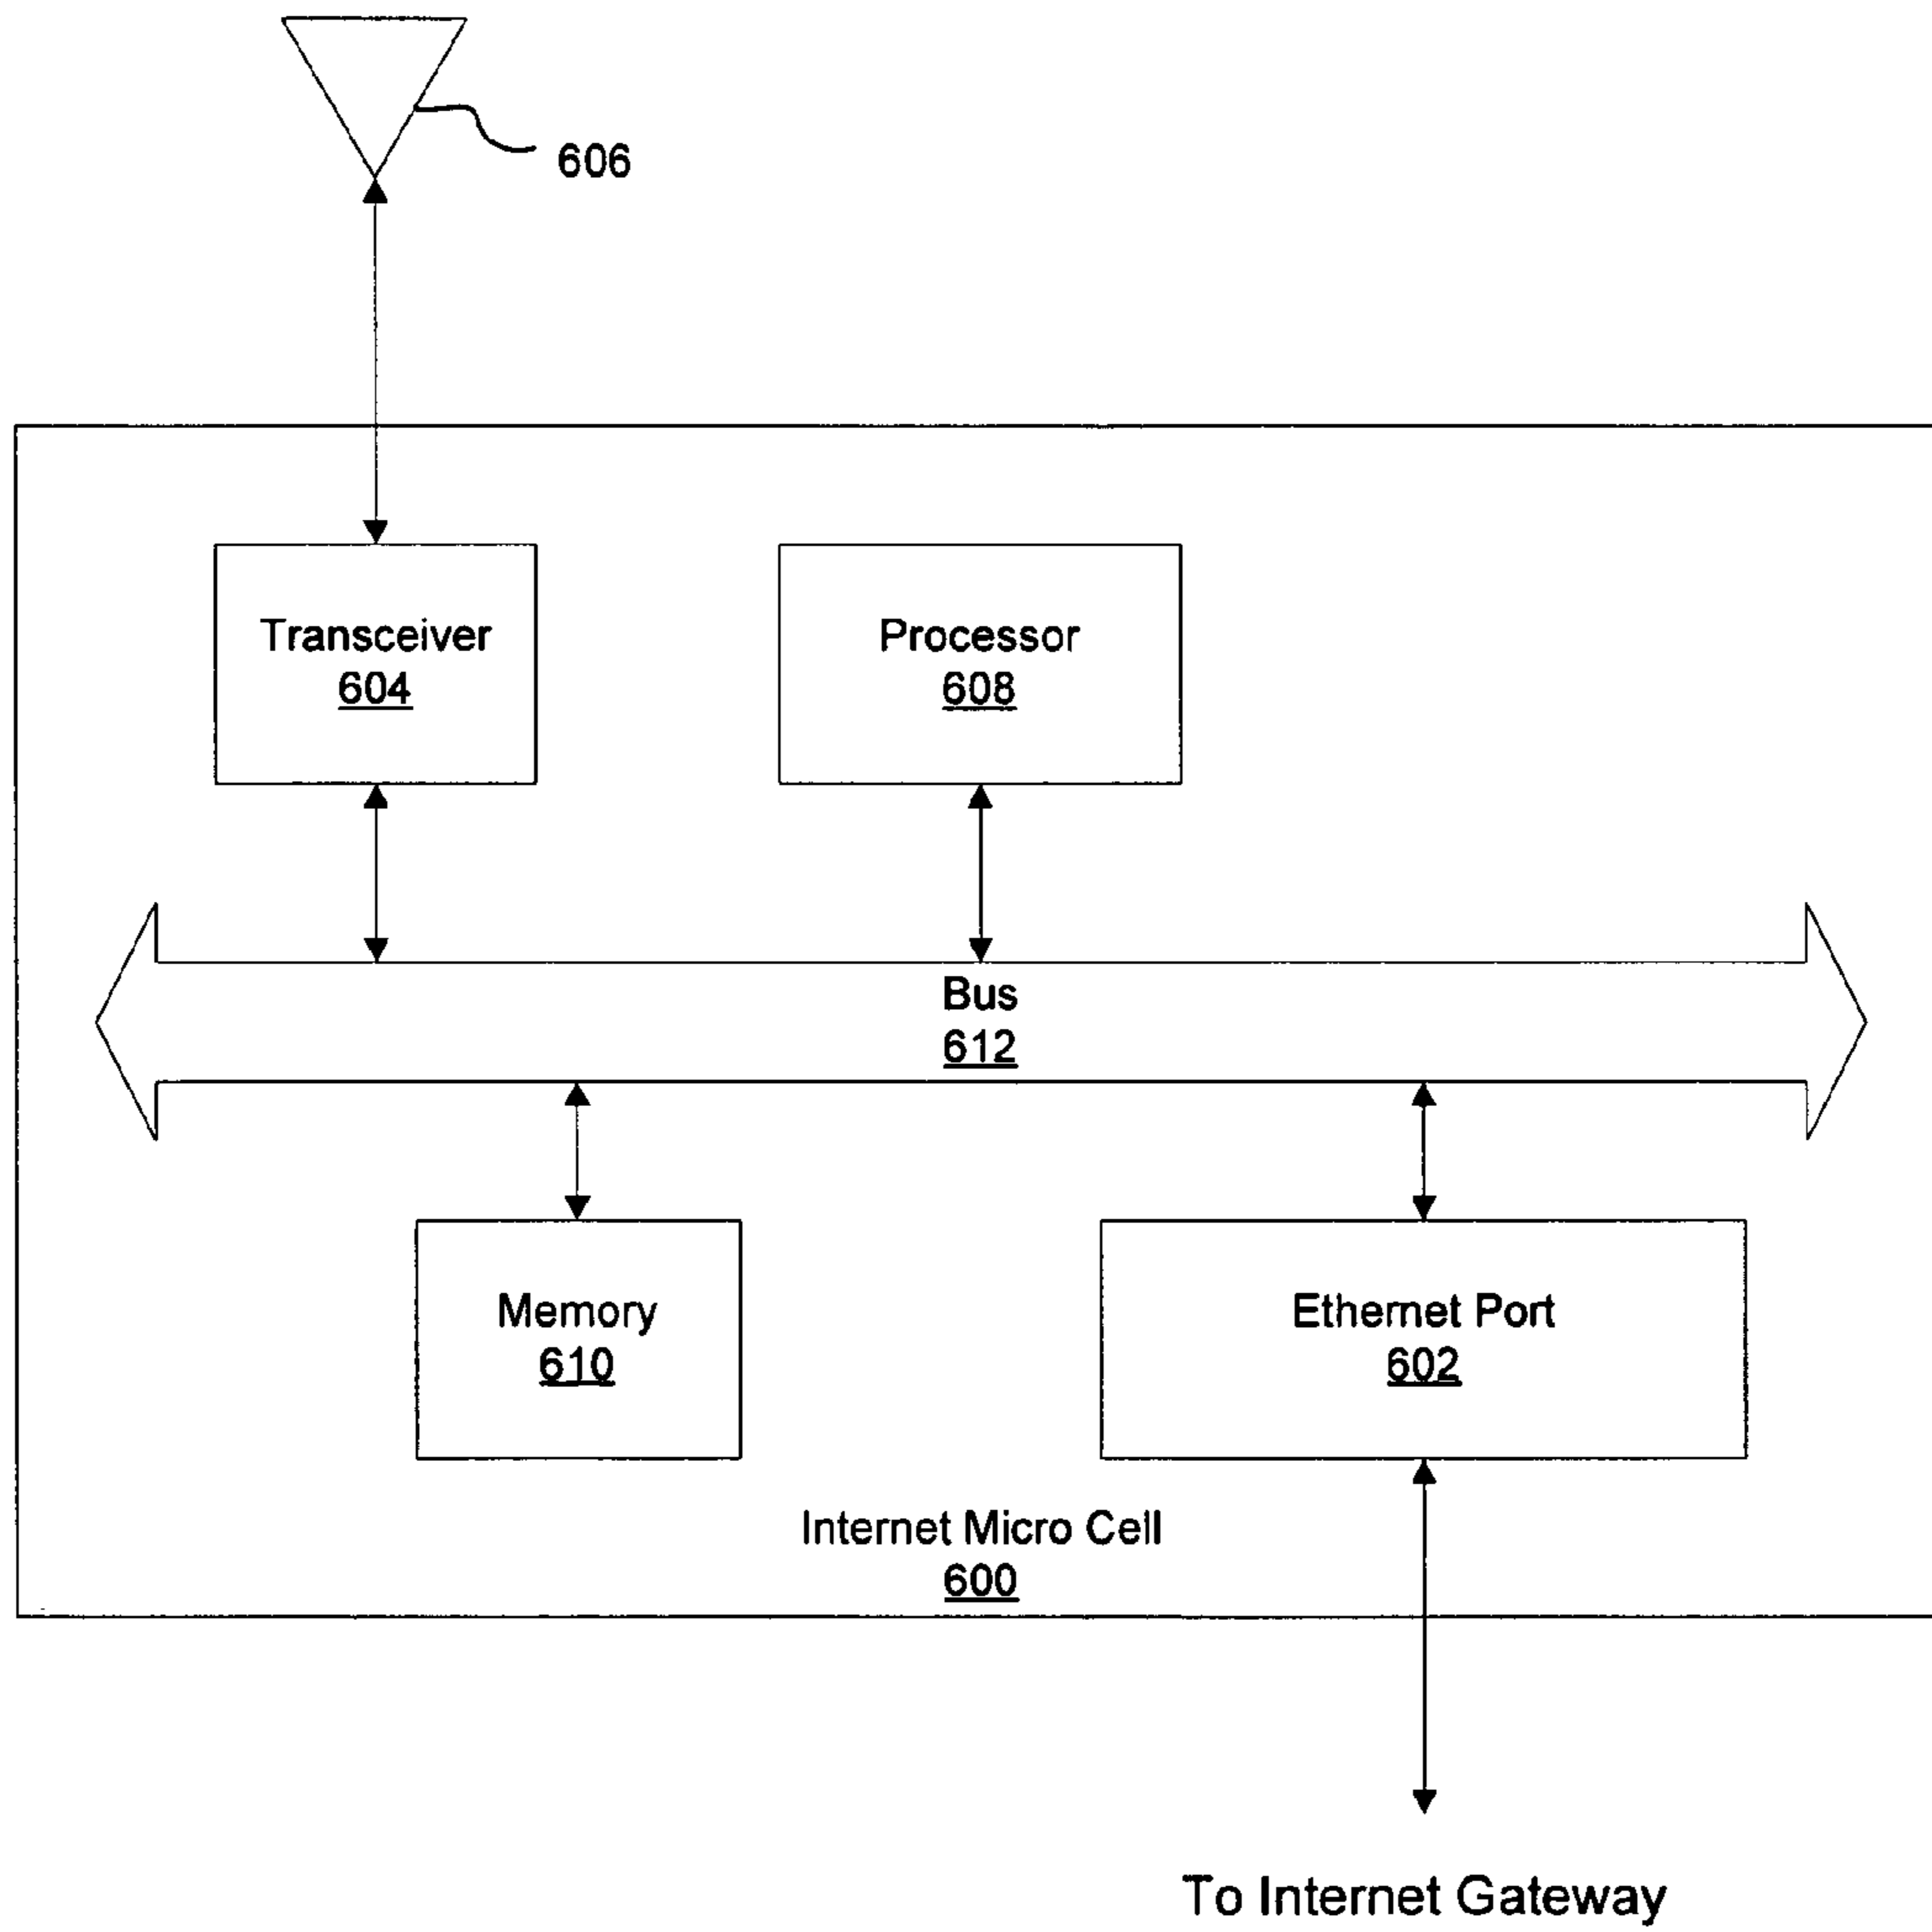 606
Transceiver
604
Processor
608
Bus
612
Memory
610
Ethernet Port
602
Internet Micro Cell
600
To Internet Gateway